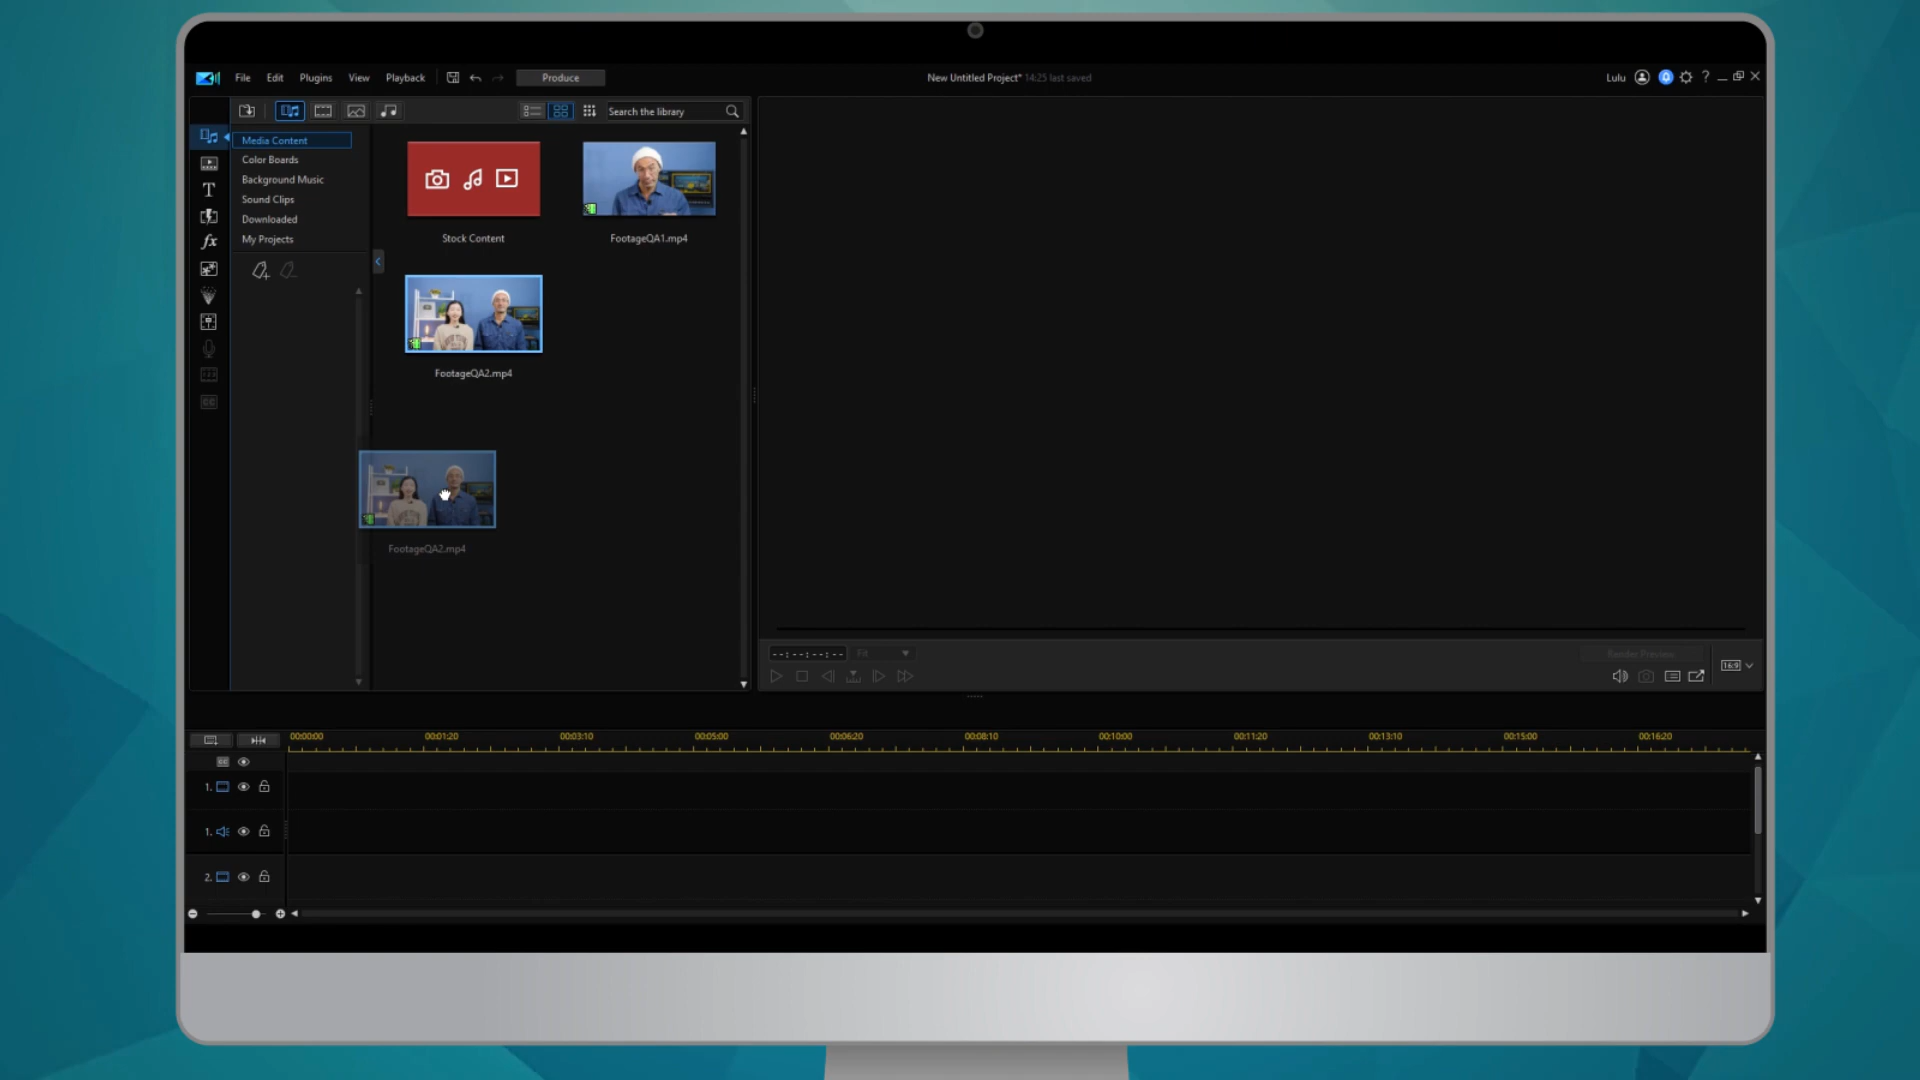 File Edit Plugins View Playback Produce New Untitled Project* 14:25 last saved Lulu ?
Search the library
Media Content
Color Boards
Background Music
Sound Clips
Downloaded
My Projects
T
fx
CC
Stock Content
FootageQA1.mp4
FootageQA2.mp4
FootageQA2.mp4
--:--:--:-- Fit Render Preview
16:9
00:00:00 00:01:20 00:03:10 00:05:00 00:06:20 00:08:10 00:10:00 00:11:20 00:13:10 00:15:00 00:16:20
CC
1.
1.
2.